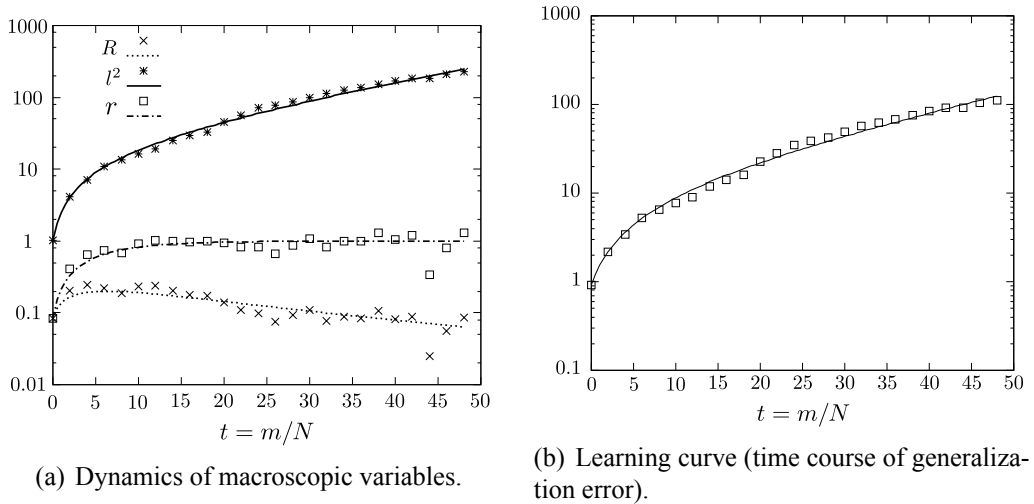 1000
100
10
1
0.1
0.01
R
l²
r
0 5 10 15 20 25 30 35 40 45 50
t = m/N
(a) Dynamics of macroscopic variables.
1000
100
10
1
0.1
0 5 10 15 20 25 30 35 40 45 50
t = m/N
(b) Learning curve (time course of generaliza-
tion error).